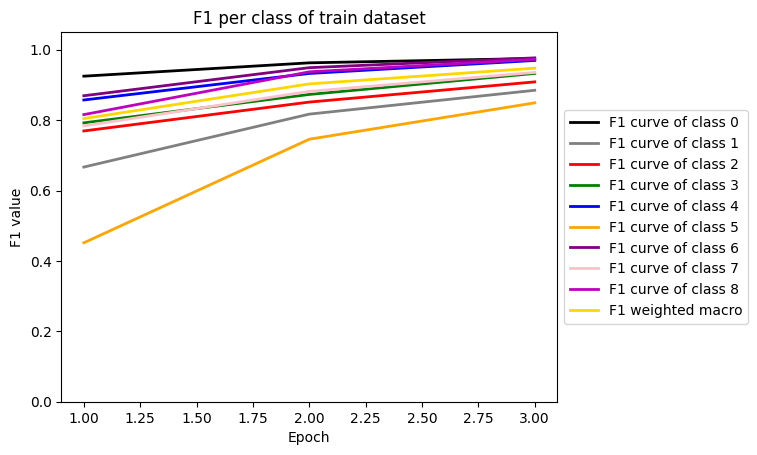 F1 per class of train dataset
1.0
0.8
0.6
0.4
0.2
0.0
F1 value
1.00 1.25 1.50 1.75 2.00 2.25 2.50 2.75 3.00
Epoch
F1 curve of class 0
F1 curve of class 1
F1 curve of class 2
F1 curve of class 3
F1 curve of class 4
F1 curve of class 5
F1 curve of class 6
F1 curve of class 7
F1 curve of class 8
F1 weighted macro